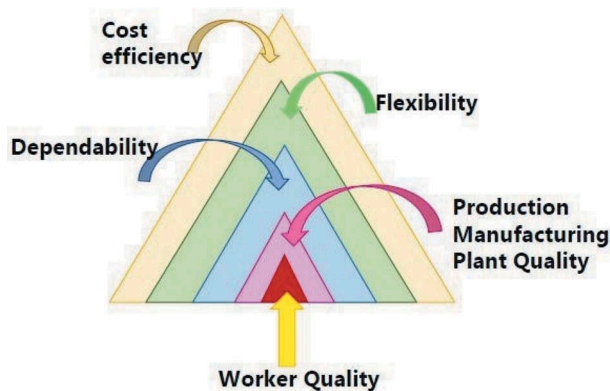 Cost
efficiency
Flexibility
Dependability
Production
Manufacturing
Plant Quality
Worker Quality